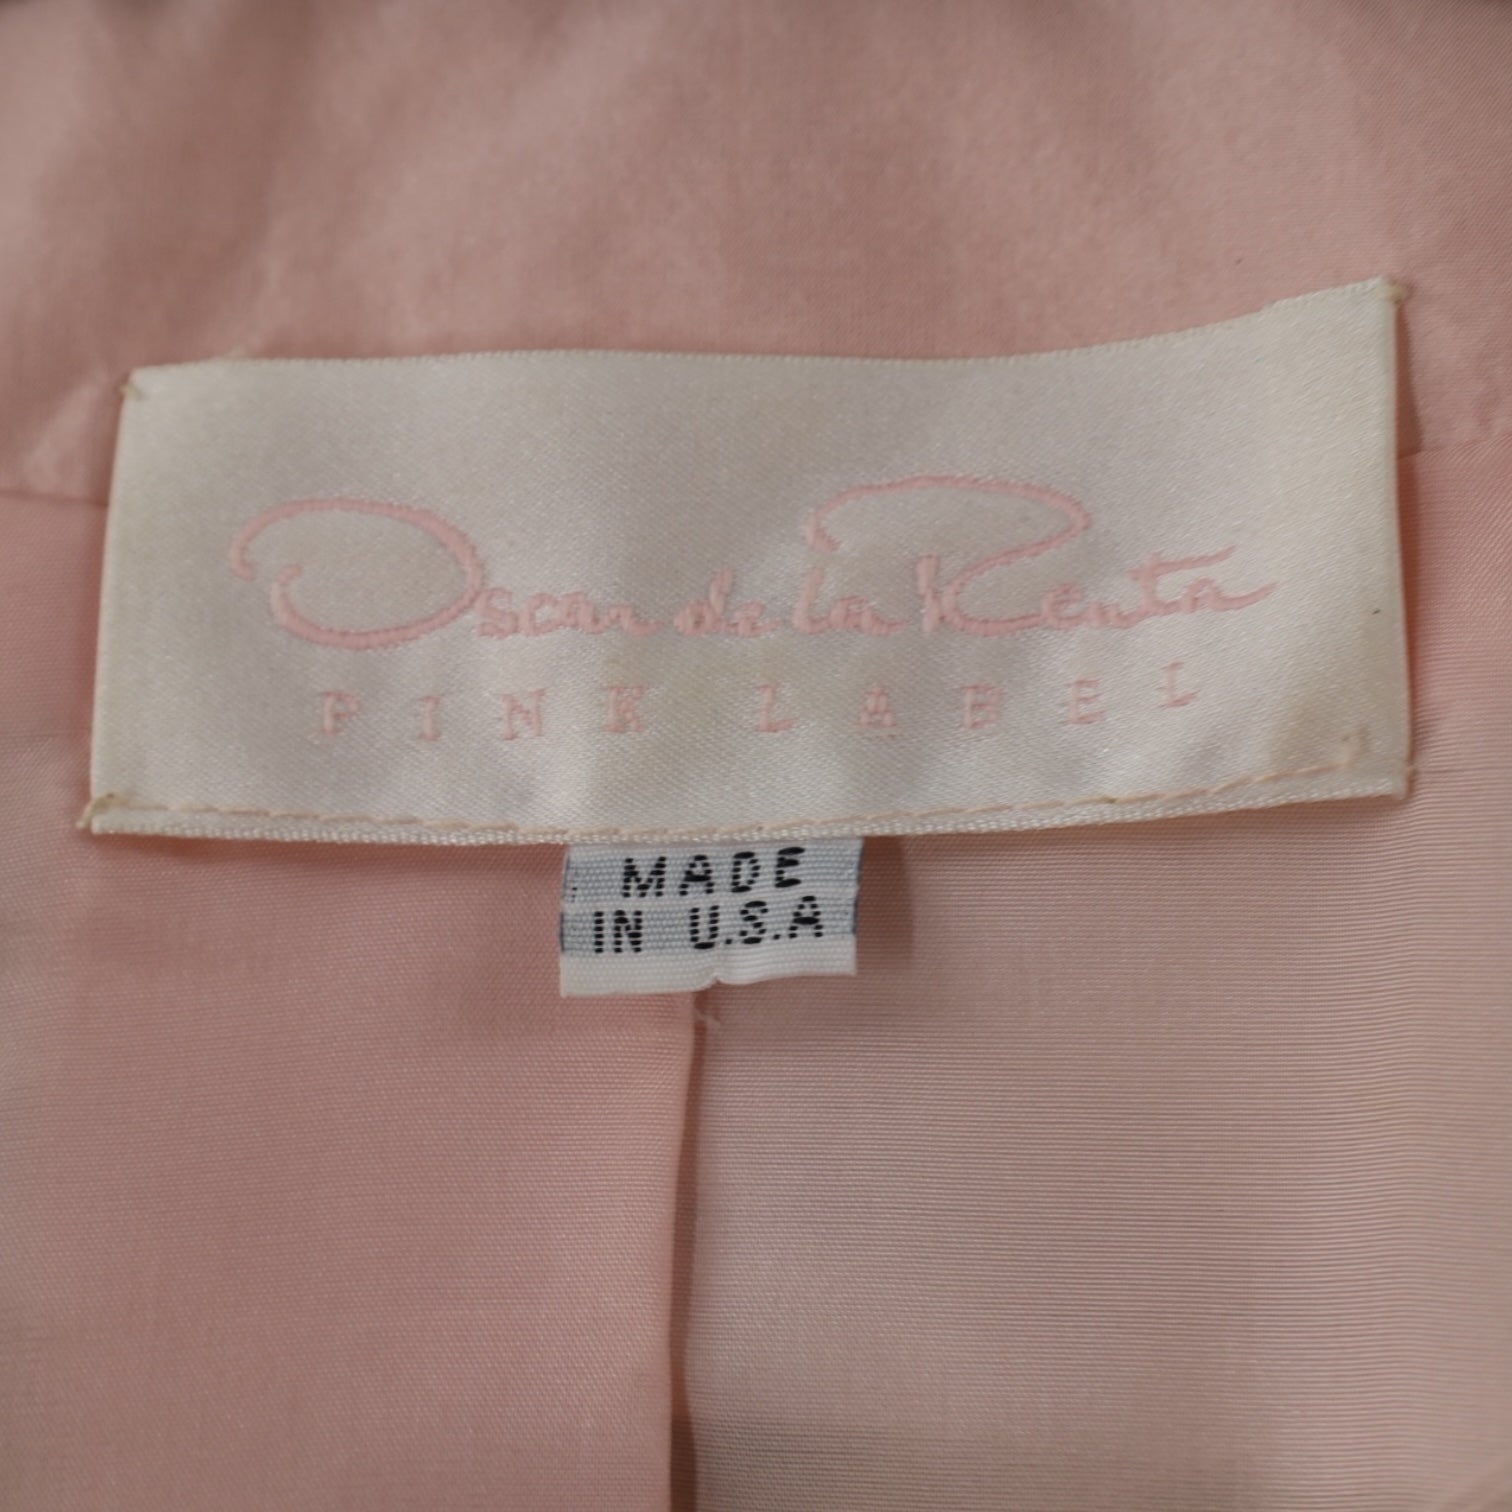 Oscar de la Renta
PINK LABEL
MADE
IN U.S.A